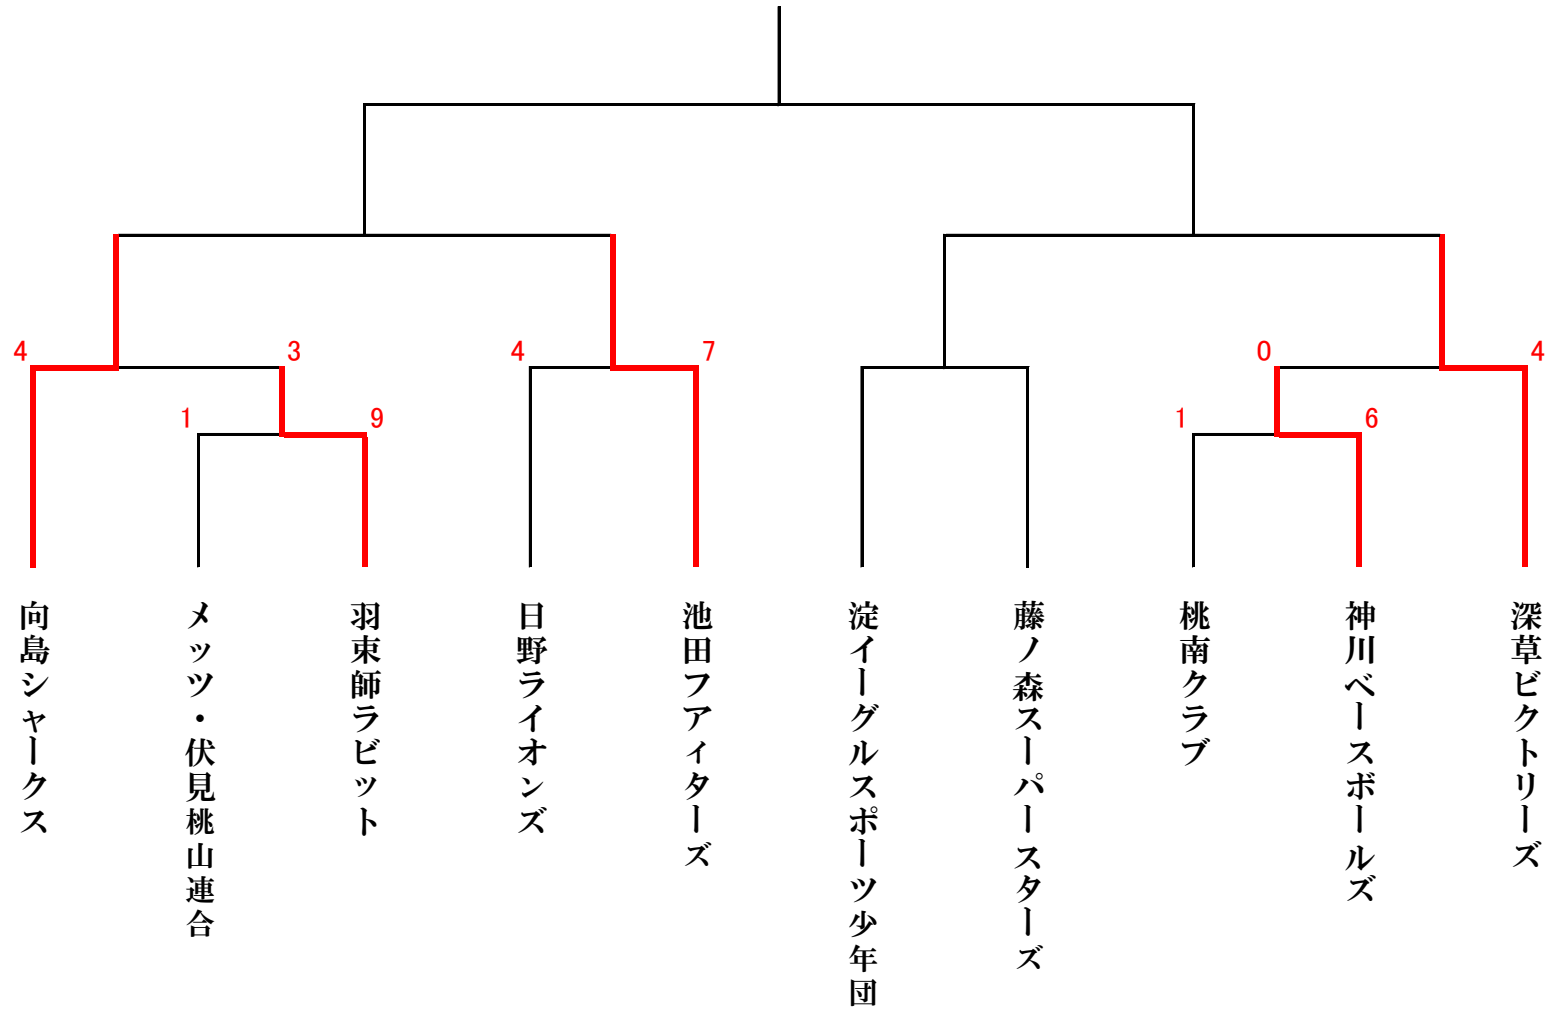 4
3
4
7
0
4
1
9
1
6
向島シャークス
メッツ・伏見桃山連合
羽束師ラビット
日野ライオンズ
池田フアィターズ
淀イーグルスポーツ少年団
藤ノ森スーパースターズ
桃南クラブ
神川ベースボールズ
深草ビクトリーズ